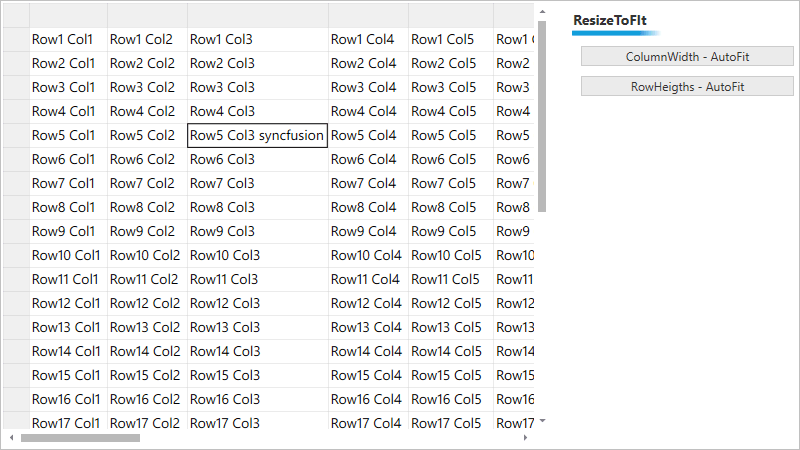 Row1 Col1 Row1 Col2 Row1 Col3 Row1 Col4 Row1 Col5 Row1 C
Row2 Col1 Row2 Col2 Row2 Col3 Row2 Col4 Row2 Col5 Row2
Row3 Col1 Row3 Col2 Row3 Col3 Row3 Col4 Row3 Col5 Row3
Row4 Col1 Row4 Col2 Row4 Col3 Row4 Col4 Row4 Col5 Row4
Row5 Col1 Row5 Col2 Row5 Col3 syncfusion Row5 Col4 Row5 Col5 Row5
Row6 Col1 Row6 Col2 Row6 Col3 Row6 Col4 Row6 Col5 Row6
Row7 Col1 Row7 Col2 Row7 Col3 Row7 Col4 Row7 Col5 Row7
Row8 Col1 Row8 Col2 Row8 Col3 Row8 Col4 Row8 Col5 Row8
Row9 Col1 Row9 Col2 Row9 Col3 Row9 Col4 Row9 Col5 Row9
Row10 Col1 Row10 Col2 Row10 Col3 Row10 Col4 Row10 Col5 Row10
Row11 Col1 Row11 Col2 Row11 Col3 Row11 Col4 Row11 Col5 Row11
Row12 Col1 Row12 Col2 Row12 Col3 Row12 Col4 Row12 Col5 Row12
Row13 Col1 Row13 Col2 Row13 Col3 Row13 Col4 Row13 Col5 Row13
Row14 Col1 Row14 Col2 Row14 Col3 Row14 Col4 Row14 Col5 Row14
Row15 Col1 Row15 Col2 Row15 Col3 Row15 Col4 Row15 Col5 Row15
Row16 Col1 Row16 Col2 Row16 Col3 Row16 Col4 Row16 Col5 Row16
Row17 Col1 Row17 Col2 Row17 Col3 Row17 Col4 Row17 Col5 Row17
ResizeToFIt
ColumnWidth - AutoFit
RowHeigths - AutoFit